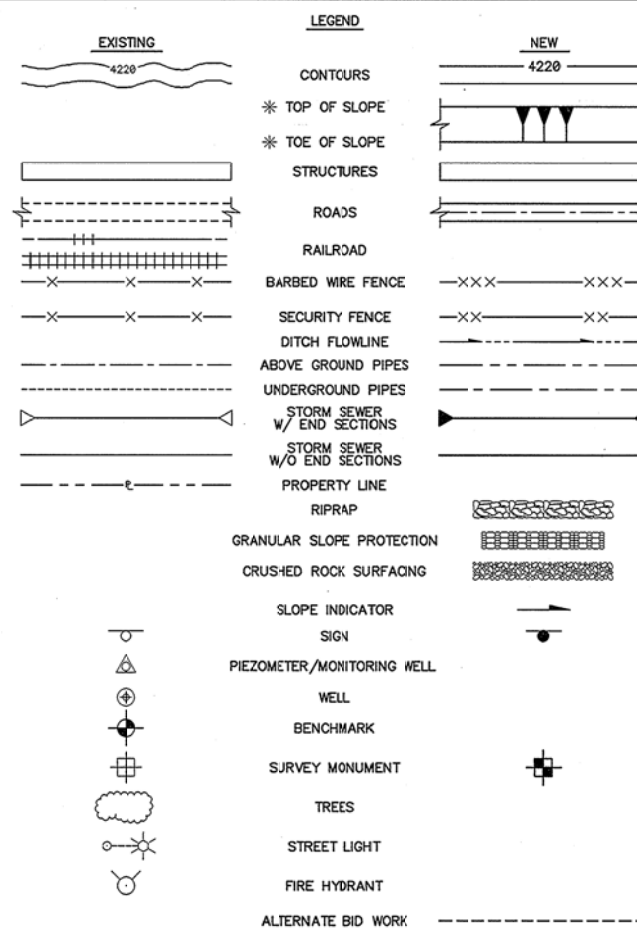 LEGEND
EXISTING NEW
4220 CONTOURS 4220
✳ TOP OF SLOPE
✳ TOE OF SLOPE
STRUCTURES
ROADS
RAILROAD
BARBED WIRE FENCE
SECURITY FENCE
DITCH FLOWLINE
ABOVE GROUND PIPES
UNDERGROUND PIPES
STORM SEWER
W/ END SECTIONS
STORM SEWER
W/O END SECTIONS
PROPERTY LINE
RIPRAP
GRANULAR SLOPE PROTECTION
CRUSHED ROCK SURFACING
SLOPE INDICATOR
SIGN
PIEZOMETER/MONITORING WELL
WELL
BENCHMARK
SURVEY MONUMENT
TREES
STREET LIGHT
FIRE HYDRANT
ALTERNATE BID WORK